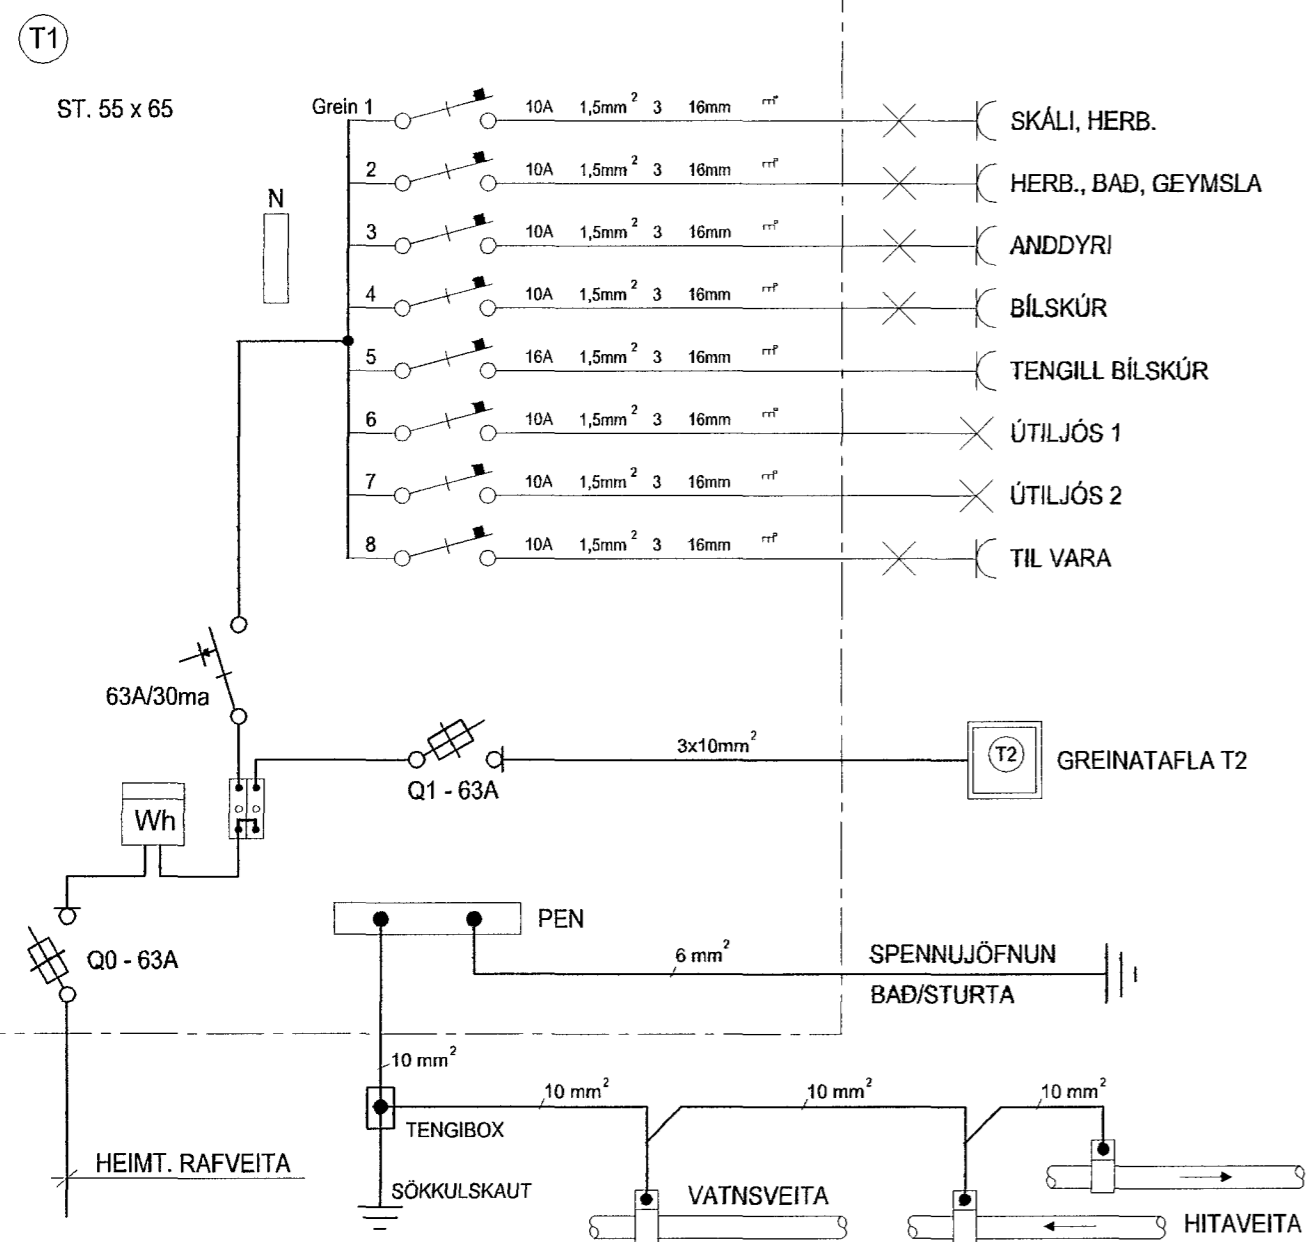 T1
ST. 55 x 65
Grein 1 10A 1,5mm² 3 16mm SKÁLI, HERB.
2 10A 1,5mm² 3 16mm HERB., BAÐ, GEYMSLA
N
3 10A 1,5mm² 3 16mm ANDDYRI
4 10A 1,5mm² 3 16mm BÍLSKÚR
5 16A 1,5mm² 3 16mm TENGILL BÍLSKÚR
6 10A 1,5mm² 3 16mm ÚTILJÓS 1
7 10A 1,5mm² 3 16mm ÚTILJÓS 2
8 10A 1,5mm² 3 16mm TIL VARA
63A/30ma
3x10mm²
T2
GREINATAFLA T2
Q1 - 63A
Wh
PEN
Q0 - 63A
6 mm²
SPENNUJÖFNUN
BAÐ/STURTA
10 mm²
10 mm²
10 mm²
10 mm²
TENGIBOX
HEIMT. RAFVEITA
SÖKKULSKAUT
VATNSVEITA
HITAVEITA